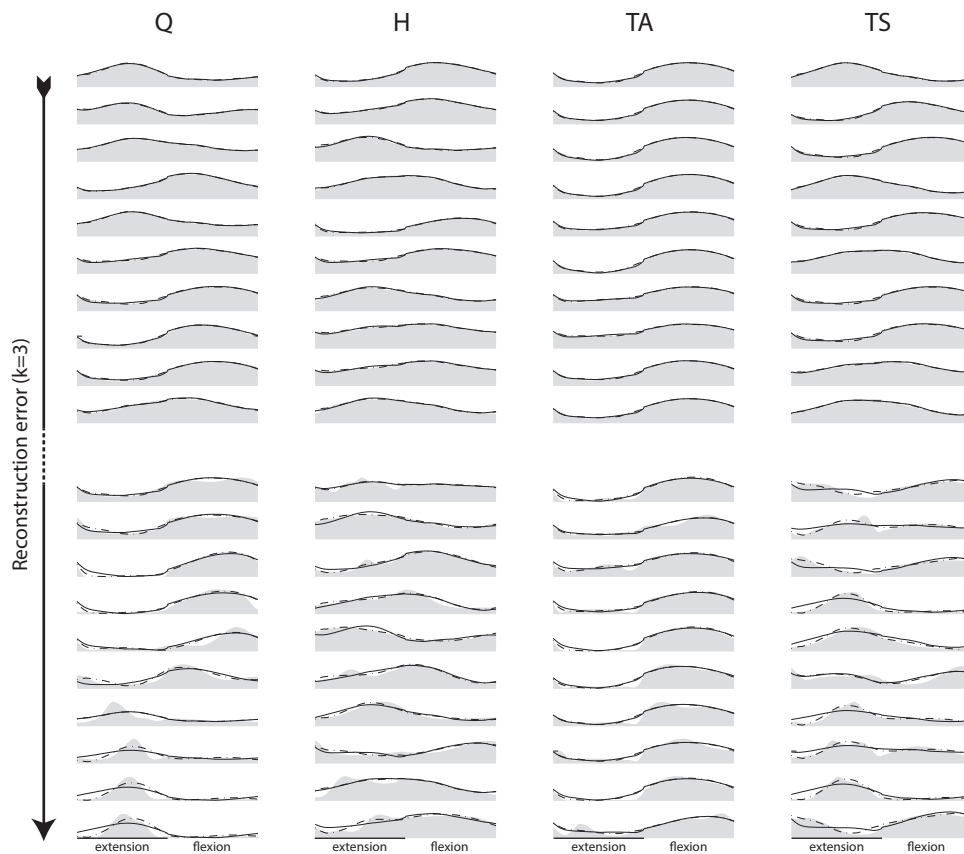 Q H TA TS
Reconstruction error (k=3)
extension flexion extension flexion extension flexion extension flexion